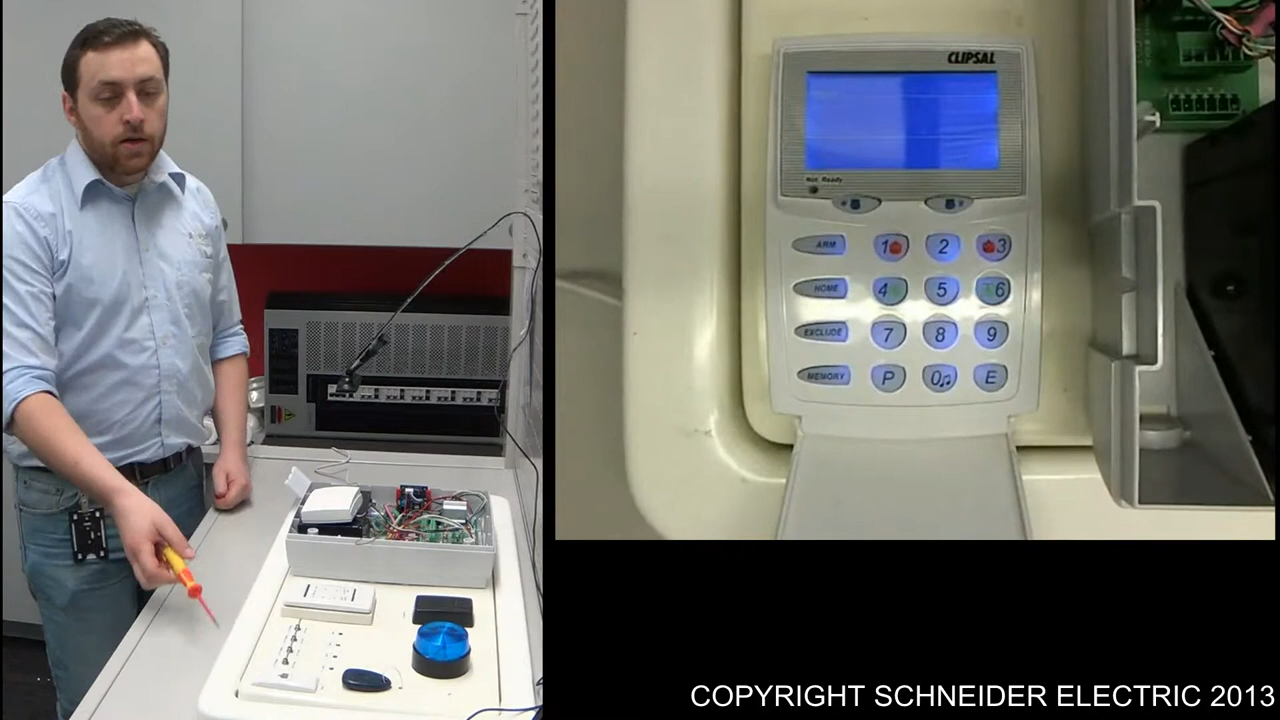 CLIPSAL
Not Ready
ARM 1 2 3
HOME 4 5 6
EXCLUDE 7 8 9
MEMORY P 0 E
COPYRIGHT SCHNEIDER ELECTRIC 2013